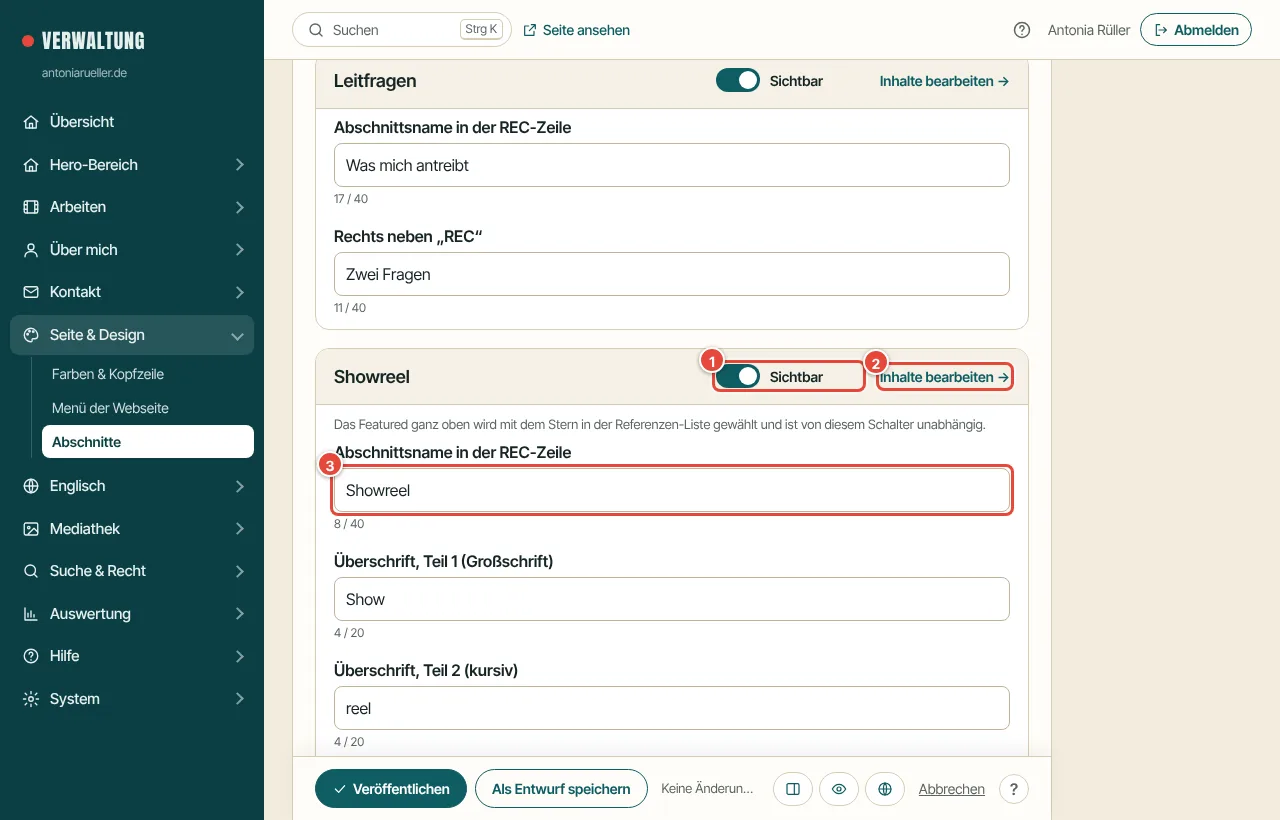 VERWALTUNG
antoniarueller.de
Übersicht
Hero-Bereich
Arbeiten
Über mich
Kontakt
Seite & Design
Farben & Kopfzeile
Menü der Webseite
Abschnitte
Englisch
Mediathek
Suche & Recht
Auswertung
Hilfe
System
Suchen Strg K Seite ansehen ? Antonia Rüller Abmelden
Leitfragen Sichtbar Inhalte bearbeiten →
Abschnittsname in der REC-Zeile
Was mich antreibt
17 / 40
Rechts neben „REC“
Zwei Fragen
11 / 40
1 2
Showreel Sichtbar Inhalte bearbeiten →
Das Featured ganz oben wird mit dem Stern in der Referenzen-Liste gewählt und ist von diesem Schalter unabhängig.
Abschnittsname in der REC-Zeile
3
Showreel
8 / 40
Überschrift, Teil 1 (Großschrift)
Show
4 / 20
Überschrift, Teil 2 (kursiv)
reel
4 / 20
Veröffentlichen Als Entwurf speichern Keine Änderun... Abbrechen ?